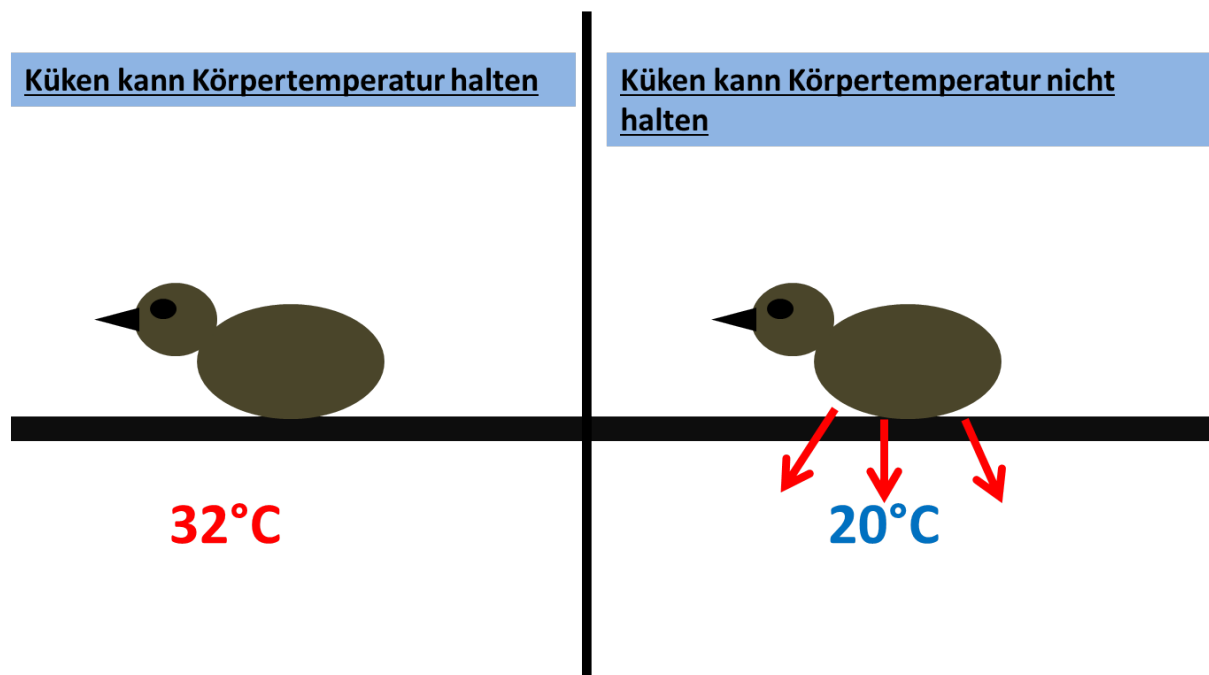 Küken kann Körpertemperatur halten
Küken kann Körpertemperatur nicht
halten
32°C
20°C